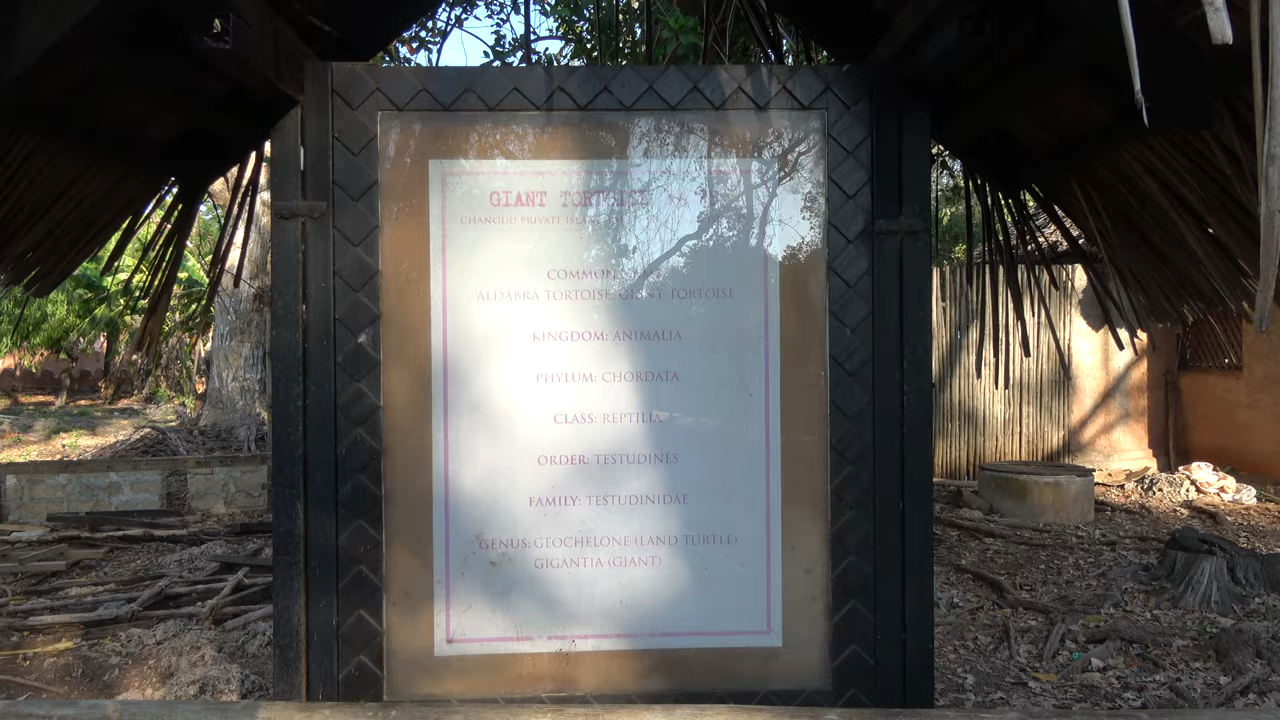 GIANT TORTOISE
CHANGUU PRIVATE ISLAND
COMMON NAME
ALDABRA TORTOISE, GIANT TORTOISE
KINGDOM: ANIMALIA
PHYLUM: CHORDATA
CLASS: REPTILIA
ORDER: TESTUDINES
FAMILY: TESTUDINIDAE
GENUS: GEOCHELONE (LAND TURTLE)
GIGANTIA (GIANT)